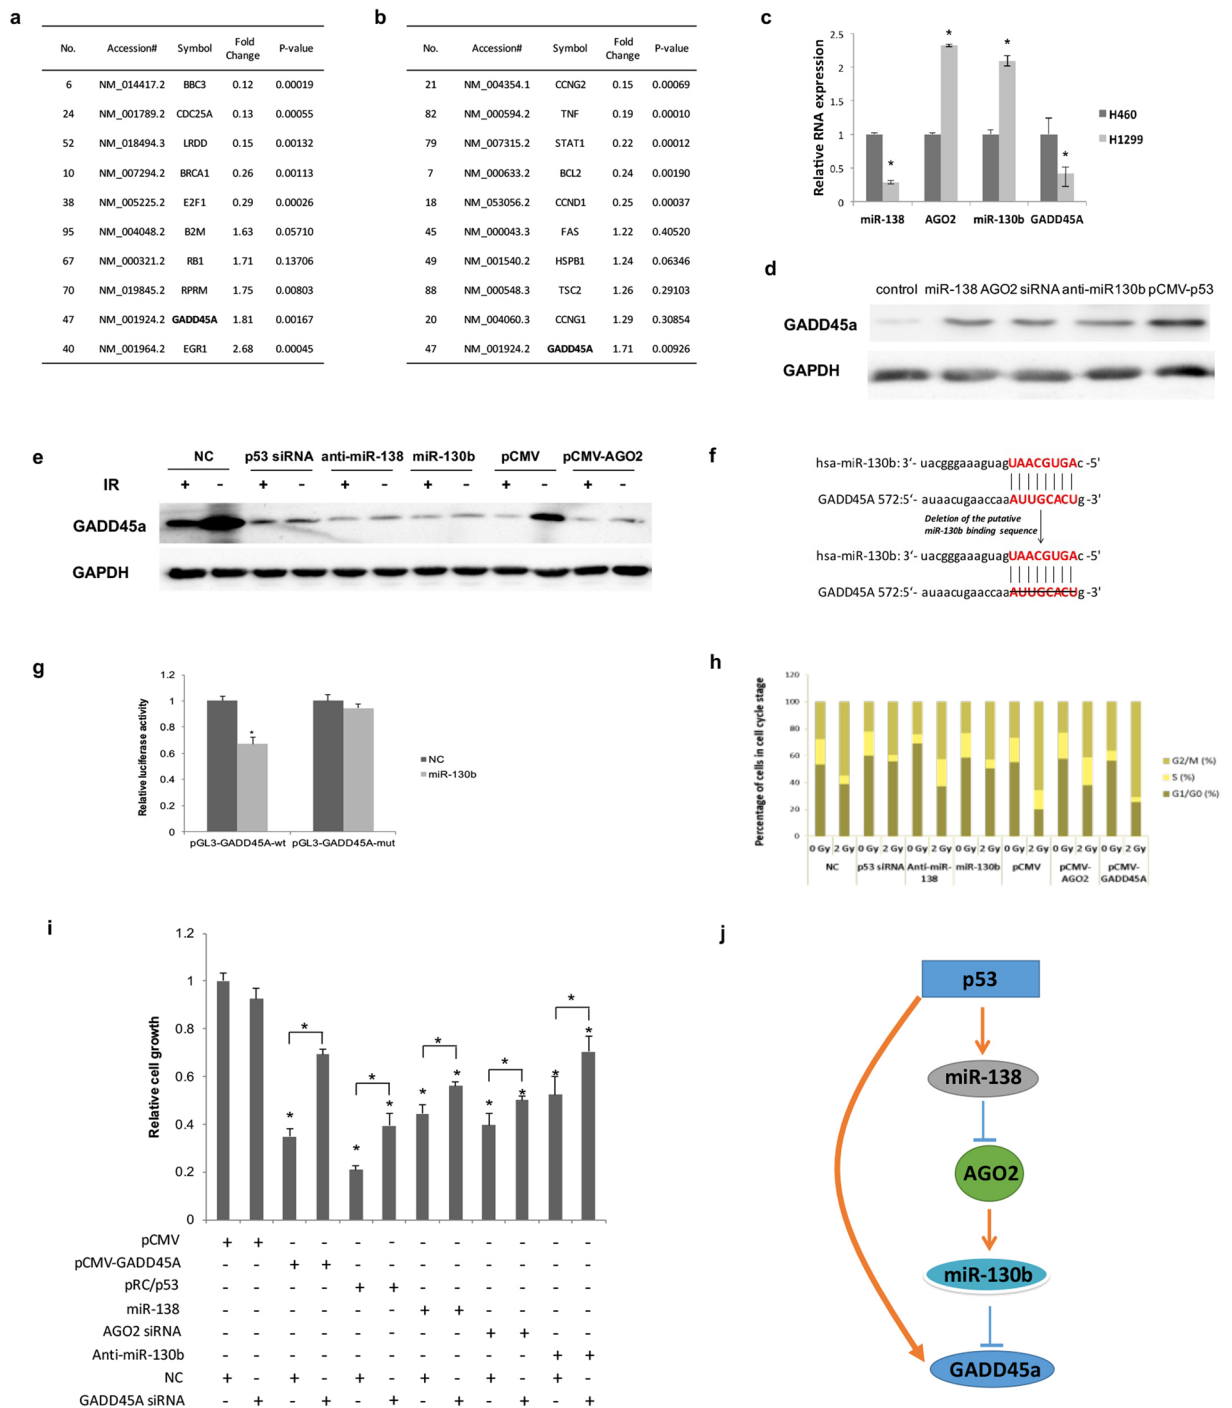 a
No. Accession# Symbol Fold Change P-value
6 NM_014417.2 BBC3 0.12 0.00019
24 NM_001789.2 CDC25A 0.13 0.00055
52 NM_018494.3 LRDD 0.15 0.00132
10 NM_007294.2 BRCA1 0.26 0.00113
38 NM_005225.2 E2F1 0.29 0.00026
95 NM_004048.2 B2M 1.63 0.05710
67 NM_000321.2 RB1 1.71 0.13706
70 NM_019845.2 RPRM 1.75 0.00803
47 NM_001924.2 GADD45A 1.81 0.00167
40 NM_001964.2 EGR1 2.68 0.00045
b
No. Accession# Symbol Fold Change P-value
21 NM_004354.1 CCNG2 0.15 0.00069
82 NM_000594.2 TNF 0.19 0.00010
79 NM_007315.2 STAT1 0.22 0.00012
7 NM_000633.2 BCL2 0.24 0.00190
18 NM_053056.2 CCND1 0.25 0.00037
45 NM_000043.3 FAS 1.22 0.40520
49 NM_001540.2 HSPB1 1.24 0.06346
88 NM_000548.3 TSC2 1.26 0.29103
20 NM_004060.3 CCNG1 1.29 0.30854
47 NM_001924.2 GADD45A 1.71 0.00926
c
Relative RNA expression
2.5
2
1.5
1
0.5
0
* * * *
miR-138 AGO2 miR-130b GADD45A
H460
H1299
d
control miR-138 AGO2 siRNA anti-miR130b pCMV-p53
GADD45a
GAPDH
e
NC p53 siRNA anti-miR-138 miR-130b pCMV pCMV-AGO2
IR + - + - + - + - + - + -
GADD45a
GAPDH
f
hsa-miR-130b: 3'- uacgggaaaguagUAACGUGAc -5'
GADD45A 572:5'- auaacugaaccaaAUUGCACUg -3'
Deletion of the putative
miR-130b binding sequence
hsa-miR-130b: 3'- uacgggaaaguagUAACGUGAc -5'
GADD45A 572:5'- auaacugaaccaaAUUGCACUg -3'
g
Relative luciferase activity
1.2
1
0.8
0.6
0.4
0.2
0
*
pGL3-GADD45A-wt pGL3-GADD45A-mut
NC
miR-130b
h
Percentage of cells in cell cycle stage
120
100
80
60
40
20
0
0 Gy 2 Gy 0 Gy 2 Gy 0 Gy 2 Gy 0 Gy 2 Gy 0 Gy 2 Gy 0 Gy 2 Gy 0 Gy 2 Gy
NC p53 siRNA Anti-miR-138 miR-130b pCMV pCMV-AGO2 pCMV-GADD45A
G2/M (%)
S (%)
G1/G0 (%)
i
Relative cell growth
1.2
1
0.8
0.6
0.4
0.2
0
* * * * * * * * * * * * * *
pCMV + + - - - - - - - - - -
pCMV-GADD45A - - + + - - - - - - - -
pRC/p53 - - - - + + - - - - - -
miR-138 - - - - - - + + - - - -
AGO2 siRNA - - - - - - - - + + - -
Anti-miR-130b - - - - - - - - - - + +
NC + - + - + - + - + - + -
GADD45A siRNA - + - + - + - + - + - +
j
p53
miR-138
AGO2
miR-130b
GADD45a